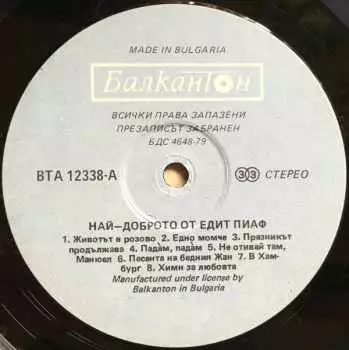 MADE IN BULGARIA
Балкантон
ВСИЧКИ ПРАВА ЗАПАЗЕНИ
ПРЕЗАПИСЪТ ЗАБРАНЕН
БДС 4648-79
ВТА 12338-А
33 СТЕРЕО
НАЙ—ДОБРОТО ОТ ЕДИТ ПИАФ
1. Животът в розово 2. Едно момче 3. Празникът
продължава 4. Падам, падам 5. Не отивай там,
Манюел 6. Песента на бедния Жан 7. В Хам-
бург 8. Химн за любовта
Manufactured under license by
Balkanton in Bulgaria